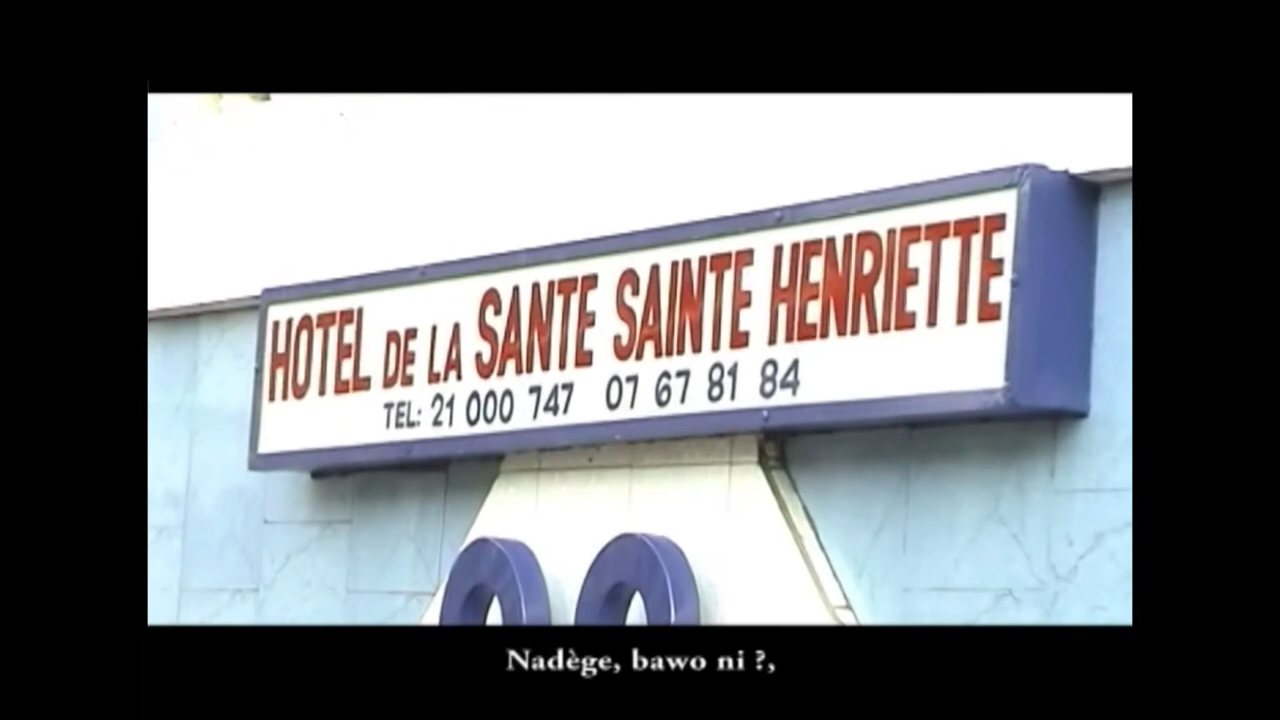 HOTEL DE LA SANTE SAINTE HENRIETTE
TEL: 21 000 747 07 67 81 84
Nadège, bawo ni ?,